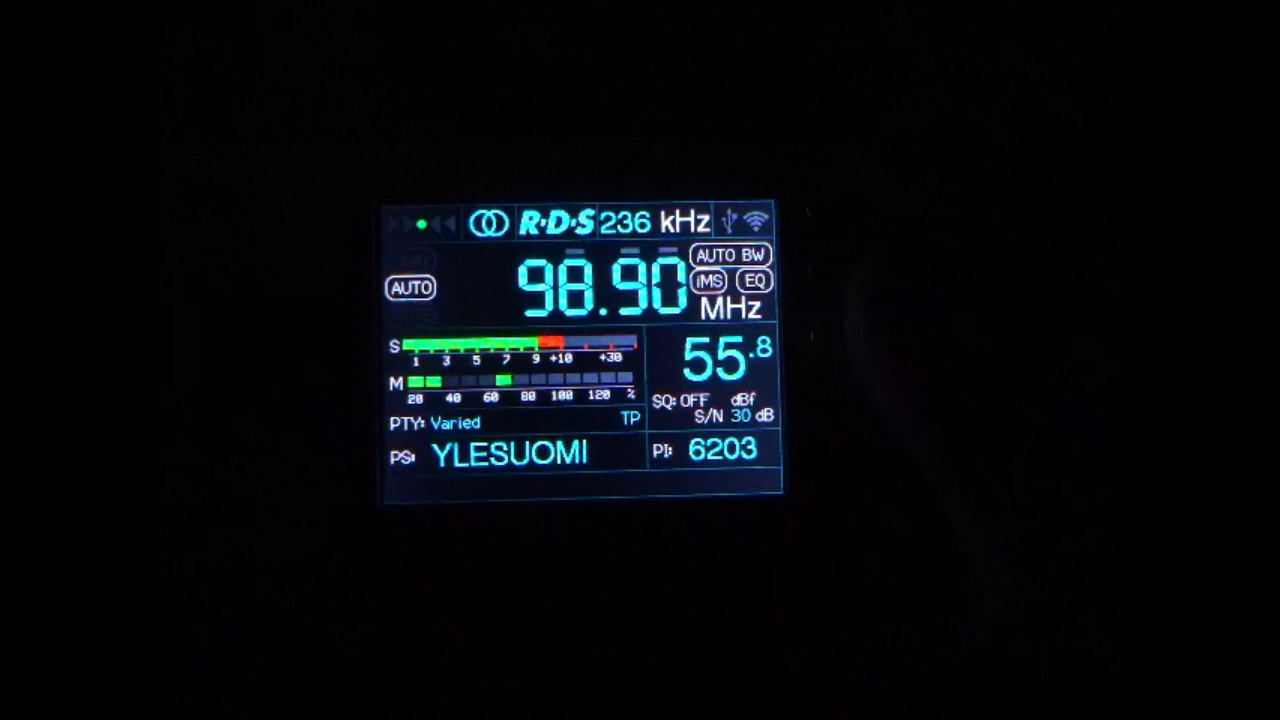 R·D·S 236 kHz
AUTO BW
AUTO 98.90 iMS EQ
MHz
S 1 3 5 7 9 +10 +30
55.8
M 20 40 60 80 100 120 %
SQ: OFF dBf
S/N 30 dB
PTY: Varied TP
PS: YLESUOMI PI: 6203